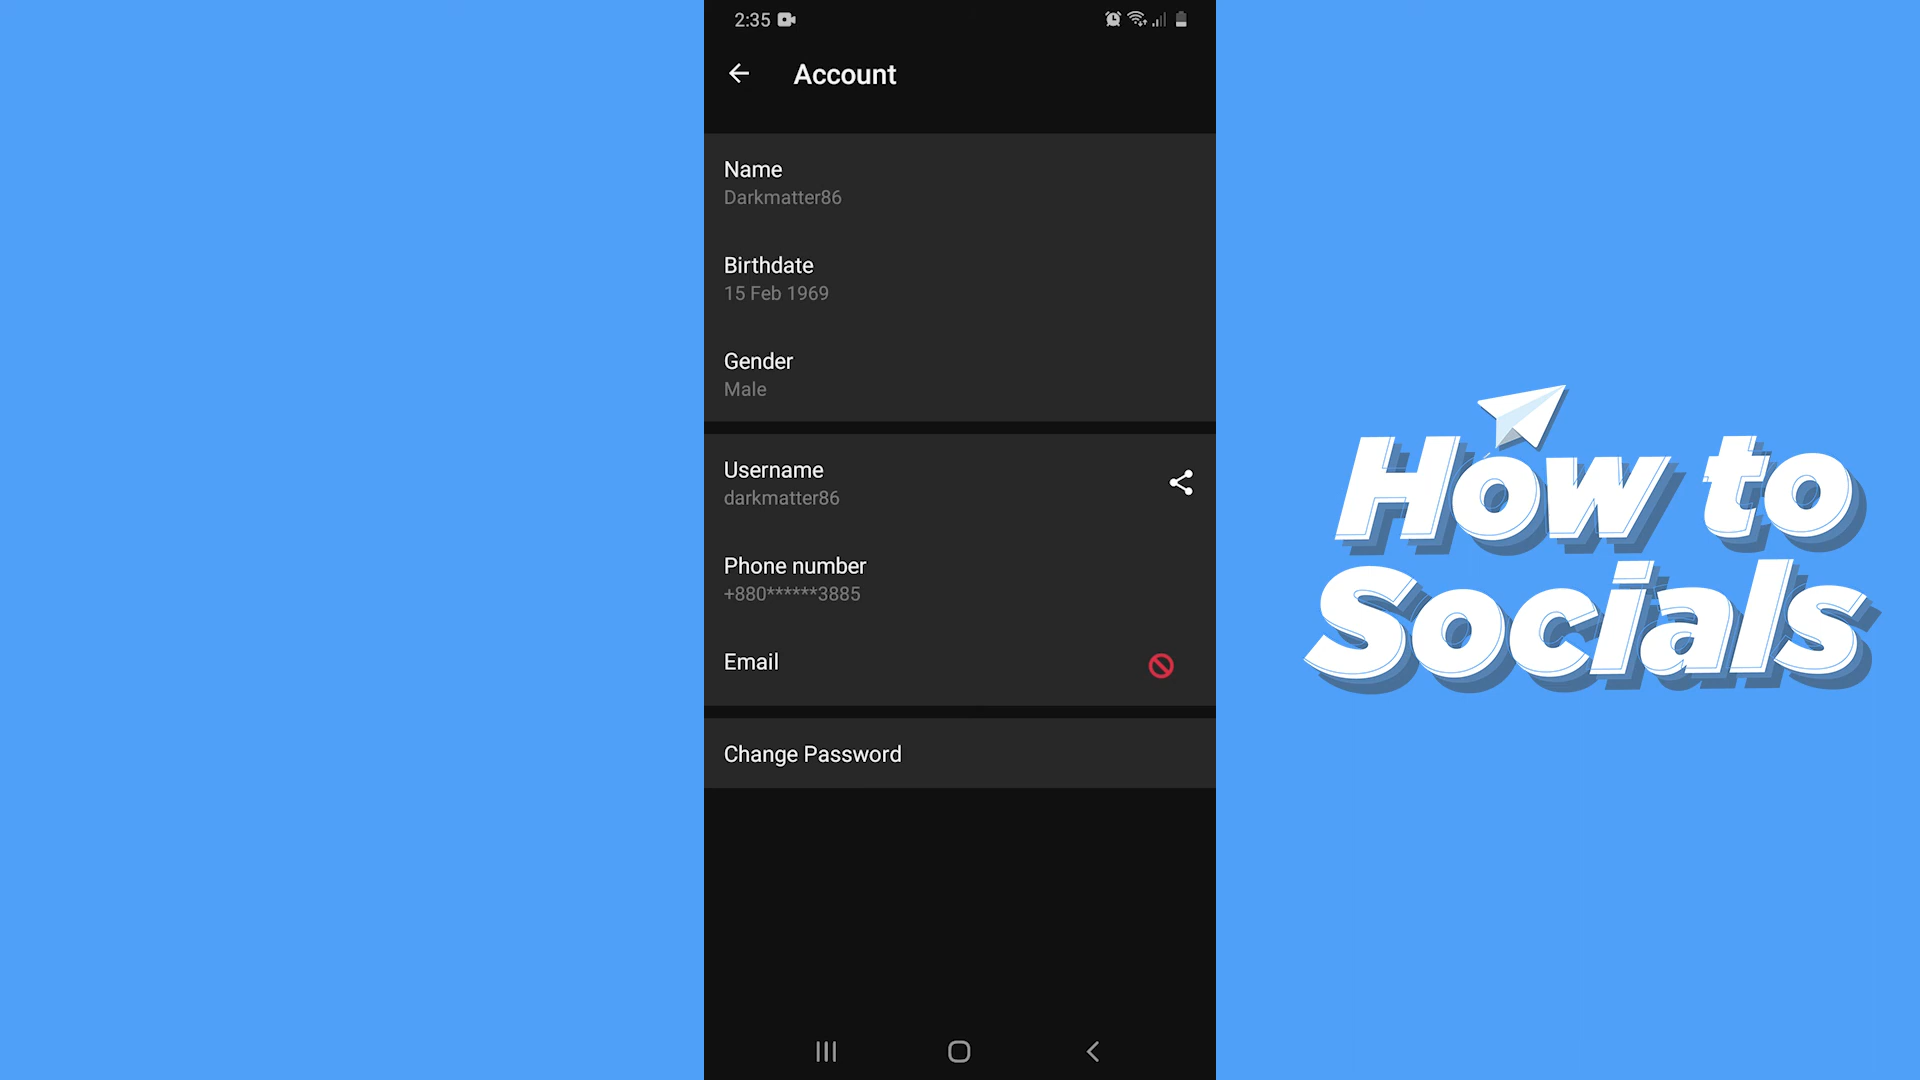 2:35
Account
Name
Darkmatter86
Birthdate
15 Feb 1969
Gender
Male
Username
darkmatter86
Phone number
+880******3885
Email
Change Password
How to
Socials